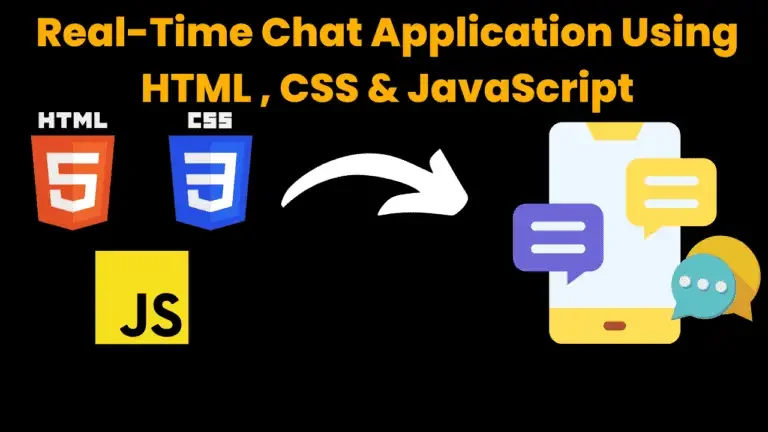 Real-Time Chat Application Using
HTML , CSS & JavaScript
HTML
CSS
5
3
JS